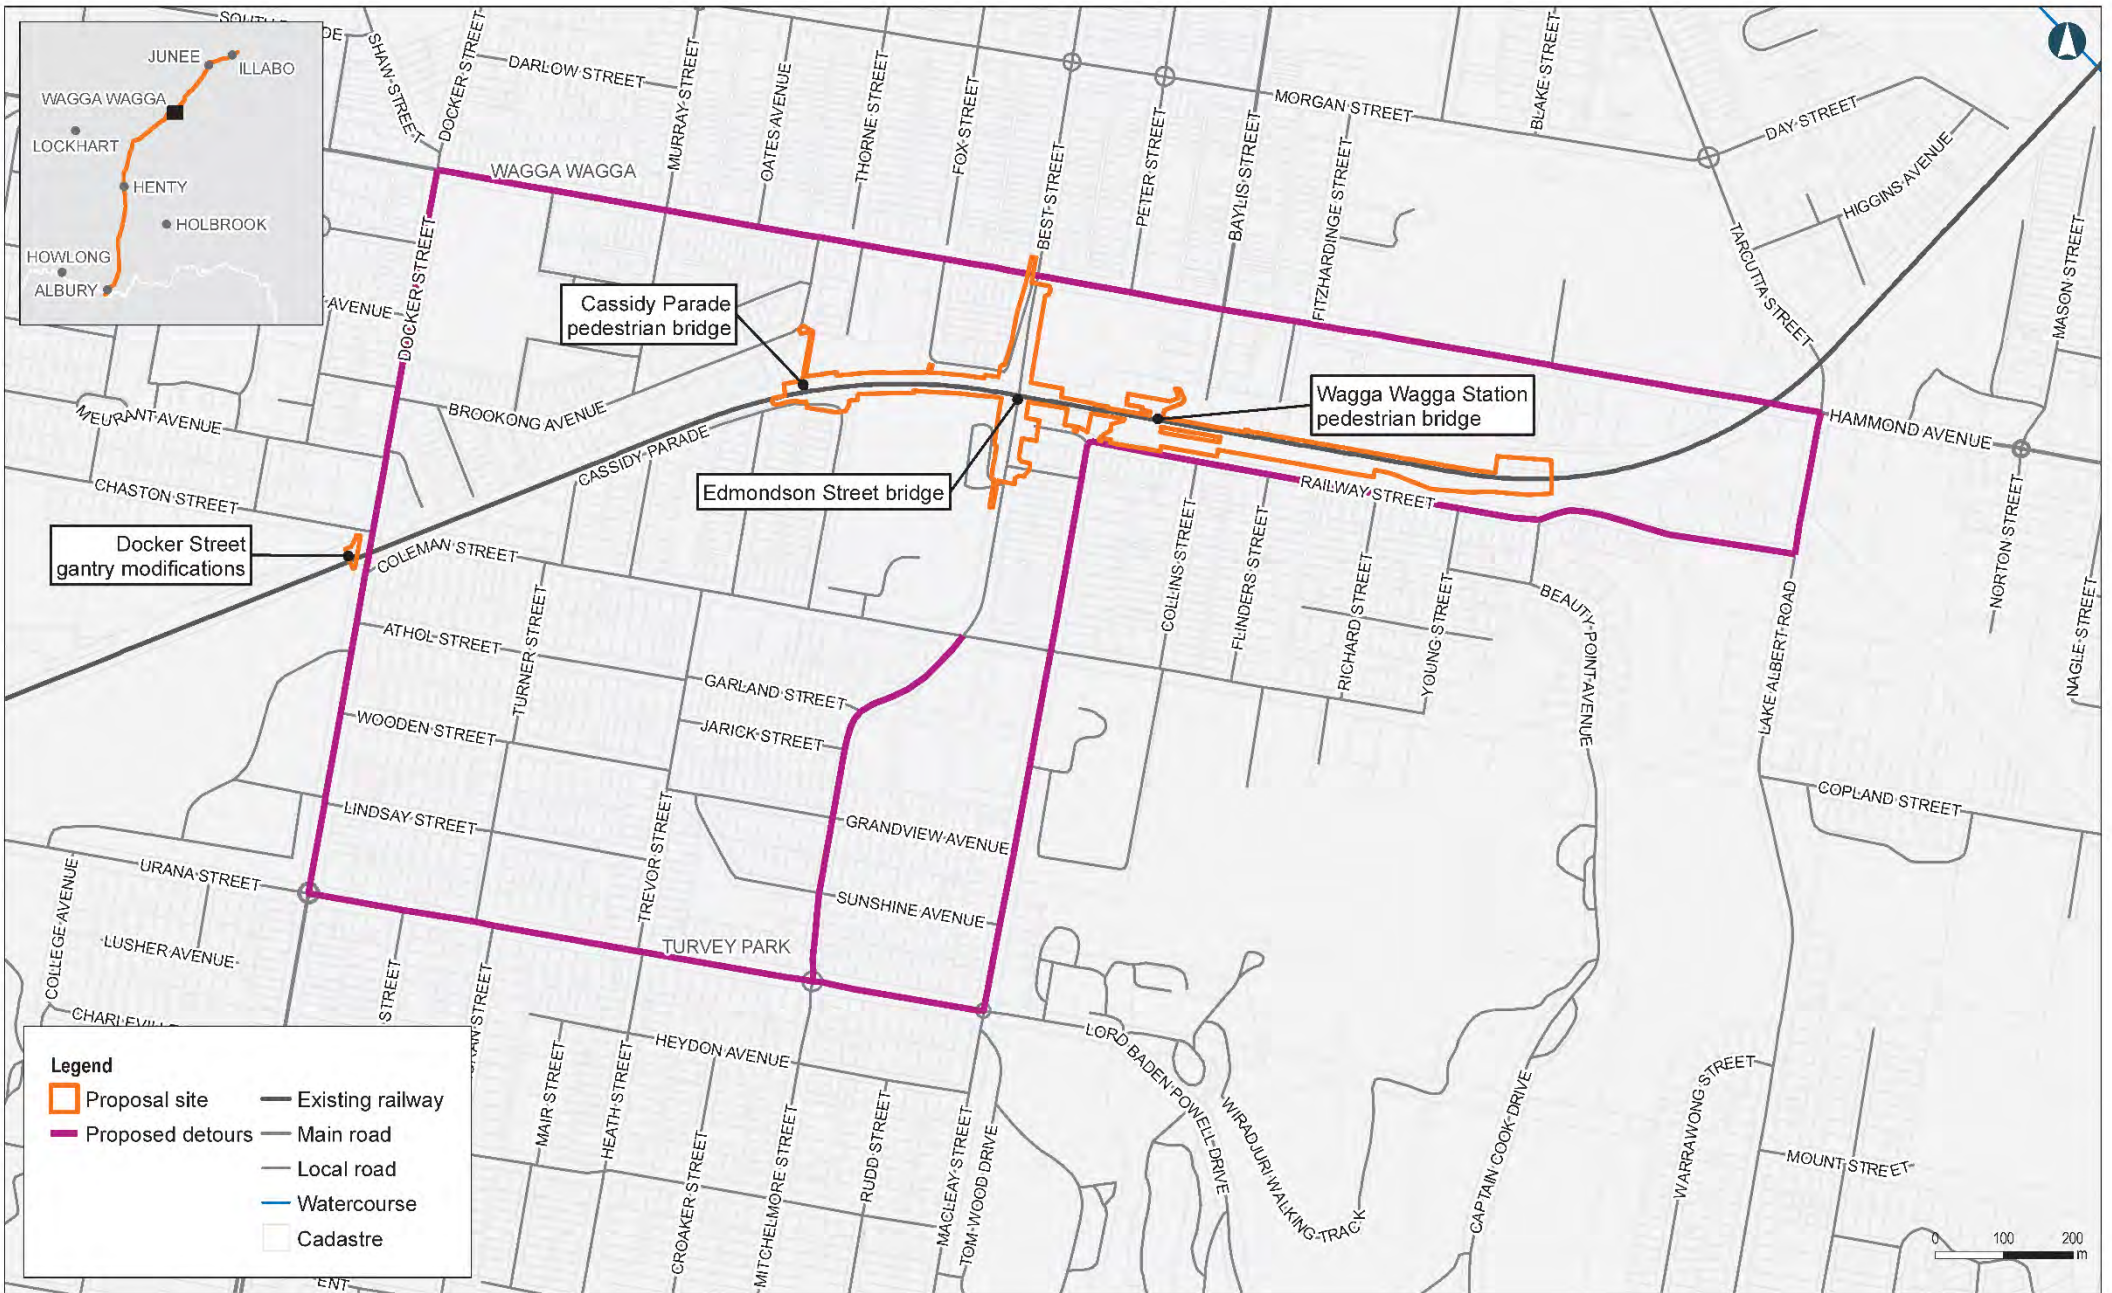 JUNEE
ILLABO
WAGGA WAGGA
LOCKHART
HENTY
HOLBROOK
HOWLONG
ALBURY
SHAW STREET
DOCKER STREET
DARLOW STREET
MURRAY STREET
OATES AVENUE
THORNE STREET
FOX STREET
BEST STREET
PETER STREET
BAYLIS STREET
FITZHARDINGE STREET
MORGAN STREET
BLAKE STREET
DAY STREET
HIGGINS AVENUE
TARCUTTA STREET
MASON STREET
WAGGA WAGGA
AVENUE
DOCKER STREET
Cassidy Parade
pedestrian bridge
Wagga Wagga Station
pedestrian bridge
HAMMOND AVENUE
MEURANT AVENUE
BROOKONG AVENUE
CASSIDY PARADE
Edmondson Street bridge
RAILWAY STREET
CHASTON STREET
Docker Street
gantry modifications
COLEMAN STREET
COLLINS STREET
FLINDERS STREET
RICHARD STREET
YOUNG STREET
BEAUTY POINT AVENUE
LAKE ALBERT ROAD
NORTON STREET
NAGLE STREET
ATHOL STREET
TURNER STREET
GARLAND STREET
WOODEN STREET
JARICK STREET
LINDSAY STREET
TREVOR STREET
GRANDVIEW AVENUE
COPLAND STREET
URANA STREET
COLLEGE AVENUE
SUNSHINE AVENUE
LUSHER AVENUE
TURVEY PARK
STREET
HEYDON AVENUE
LORD BADEN POWELL DRIVE
WIRADJURI WALKING TRACK
CAPTAIN COOK DRIVE
WARRAWONG STREET
MOUNT STREET
MAIR STREET
HEATH STREET
CROAKER STREET
MITCHELMORE STREET
RUDD STREET
MACLEAY STREET
TOM WOOD DRIVE
Legend
Proposal site
Proposed detours
Existing railway
Main road
Local road
Watercourse
Cadastre
0 100 200
m